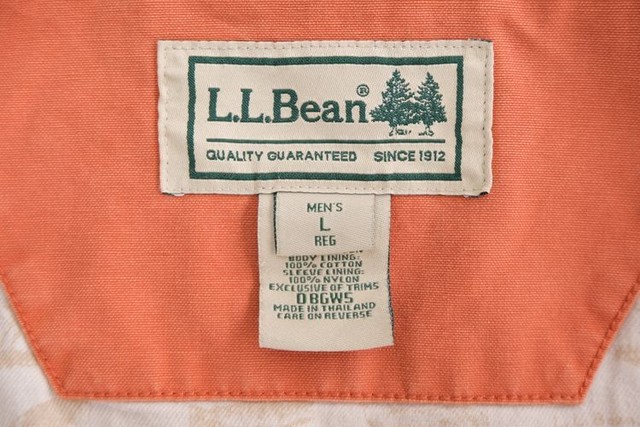 L.L.Bean®
QUALITY GUARANTEED SINCE 1912
MEN'S
L
REG
BODY LINING:
100% COTTON
SLEEVE LINING:
100% NYLON
EXCLUSIVE OF TRIMS
0BGW5
MADE IN THAILAND
CARE ON REVERSE